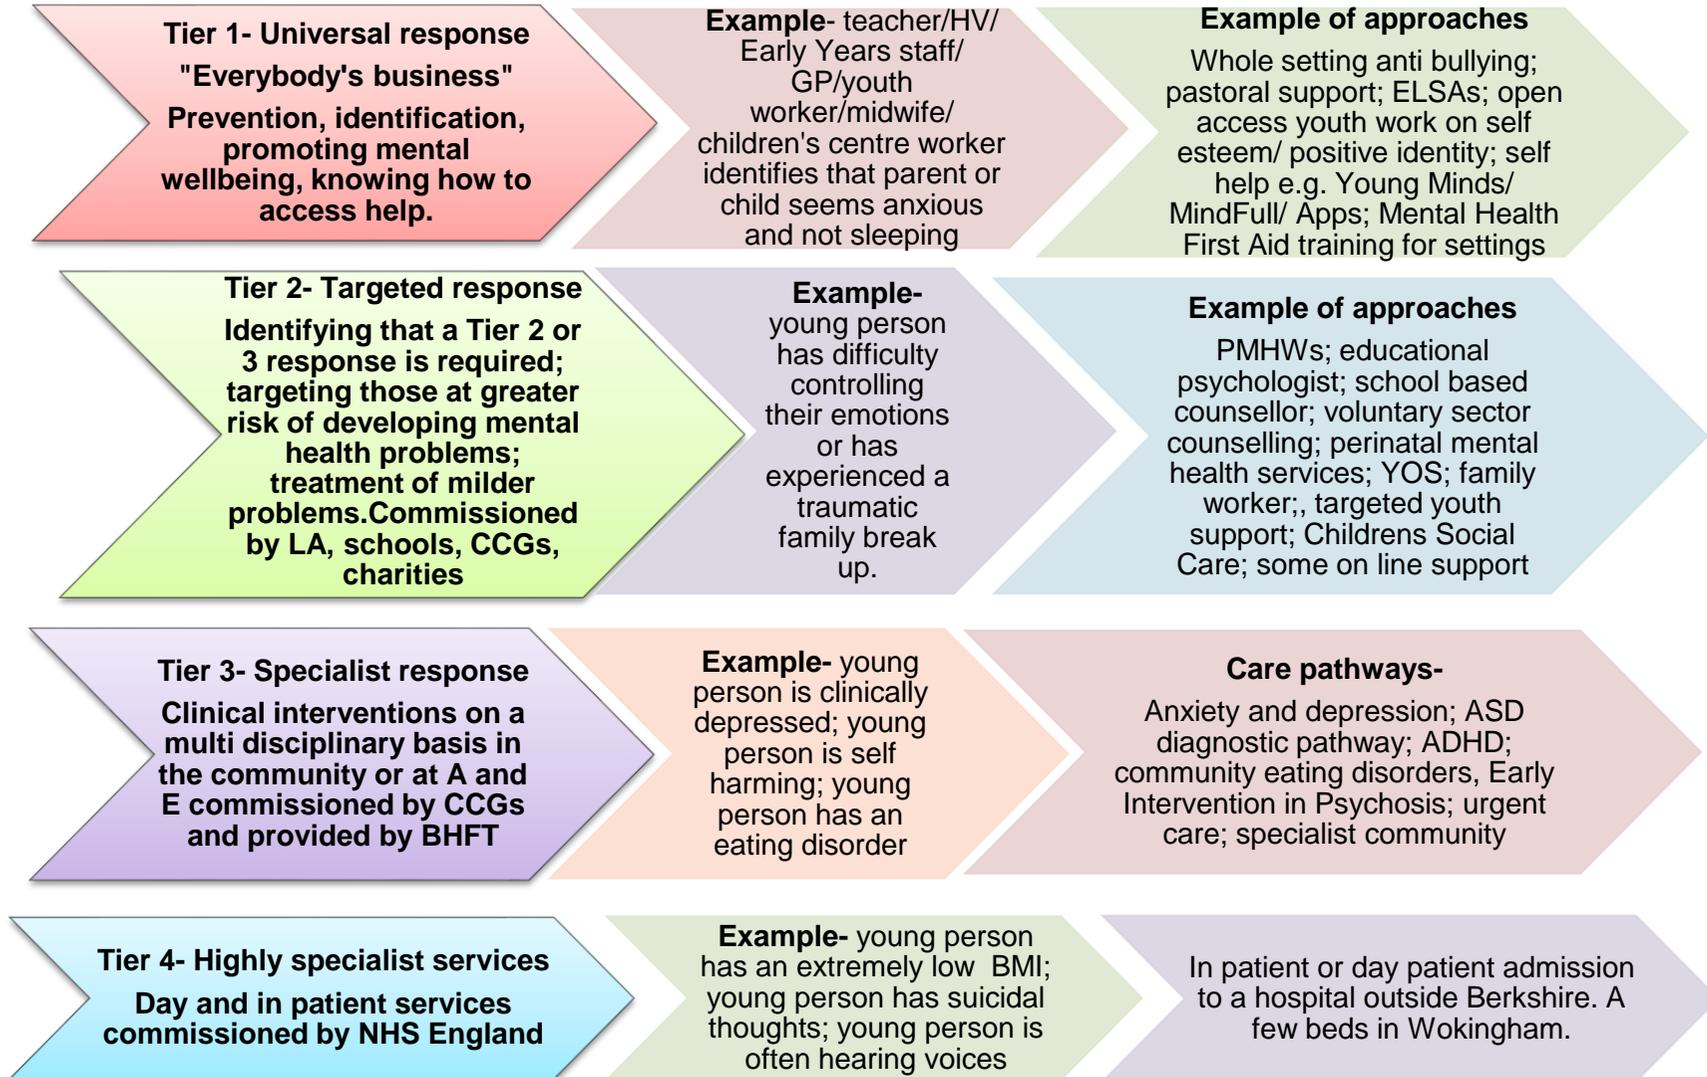 Tier 1- Universal response
"Everybody's business"
Prevention, identification,
promoting mental
wellbeing, knowing how to
access help.
Example- teacher/HV/
Early Years staff/
GP/youth
worker/midwife/
children's centre worker
identifies that parent or
child seems anxious
and not sleeping
Example of approaches
Whole setting anti bullying;
pastoral support; ELSAs; open
access youth work on self
esteem/ positive identity; self
help e.g. Young Minds/
MindFull/ Apps; Mental Health
First Aid training for settings
Tier 2- Targeted response
Identifying that a Tier 2 or
3 response is required;
targeting those at greater
risk of developing mental
health problems;
treatment of milder
problems.Commissioned
by LA, schools, CCGs,
charities
Example-
young person
has difficulty
controlling
their emotions
or has
experienced a
traumatic
family break
up.
Example of approaches
PMHWs; educational
psychologist; school based
counsellor; voluntary sector
counselling; perinatal mental
health services; YOS; family
worker;, targeted youth
support; Childrens Social
Care; some on line support
Tier 3- Specialist response
Clinical interventions on a
multi disciplinary basis in
the community or at A and
E commissioned by CCGs
and provided by BHFT
Example- young
person is clinically
depressed; young
person is self
harming; young
person has an
eating disorder
Care pathways-
Anxiety and depression; ASD
diagnostic pathway; ADHD;
community eating disorders, Early
Intervention in Psychosis; urgent
care; specialist community
Tier 4- Highly specialist services
Day and in patient services
commissioned by NHS England
Example- young person
has an extremely low  BMI;
young person has suicidal
thoughts; young person is
often hearing voices
In patient or day patient admission
to a hospital outside Berkshire. A
few beds in Wokingham.